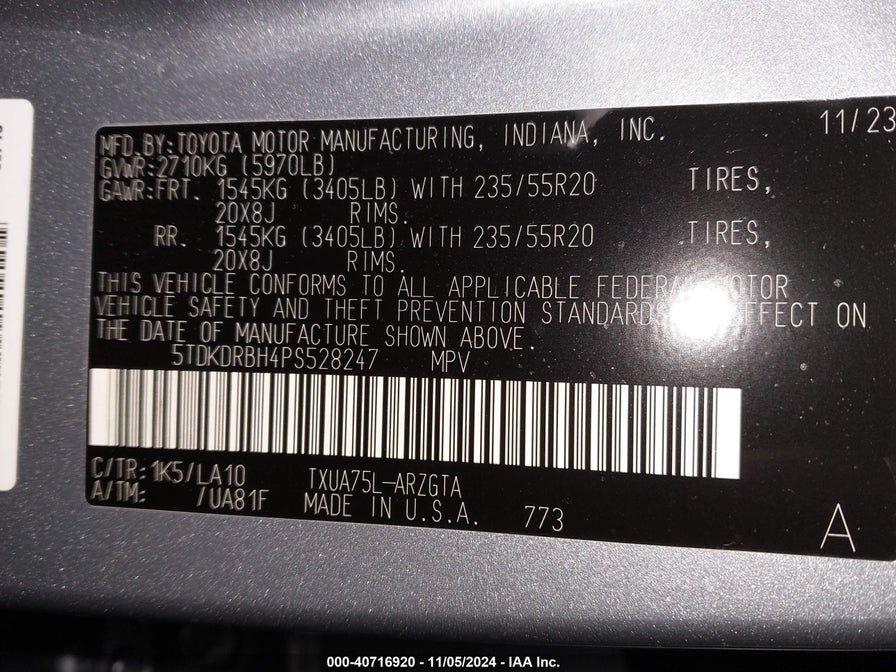 MFD. BY: TOYOTA MOTOR MANUFACTURING, INDIANA, INC. 11/23
GVWR: 2710KG (5970LB)
GAWR: FRT. 1545KG (3405LB) WITH 235/55R20 TIRES,
20X8J RIMS.
RR. 1545KG (3405LB) WITH 235/55R20 TIRES,
20X8J RIMS.
THIS VEHICLE CONFORMS TO ALL APPLICABLE FEDERAL MOTOR
VEHICLE SAFETY AND THEFT PREVENTION STANDARDS EFFECT ON
THE DATE OF MANUFACTURE SHOWN ABOVE.
5TDKDRBH4PS528247 MPV
C/TR: 1K5/LA10 TXUA75L-ARZGTA
A/TM: /UA81F MADE IN U.S.A. 773 A
000-40716920 - 11/05/2024 - IAA Inc.